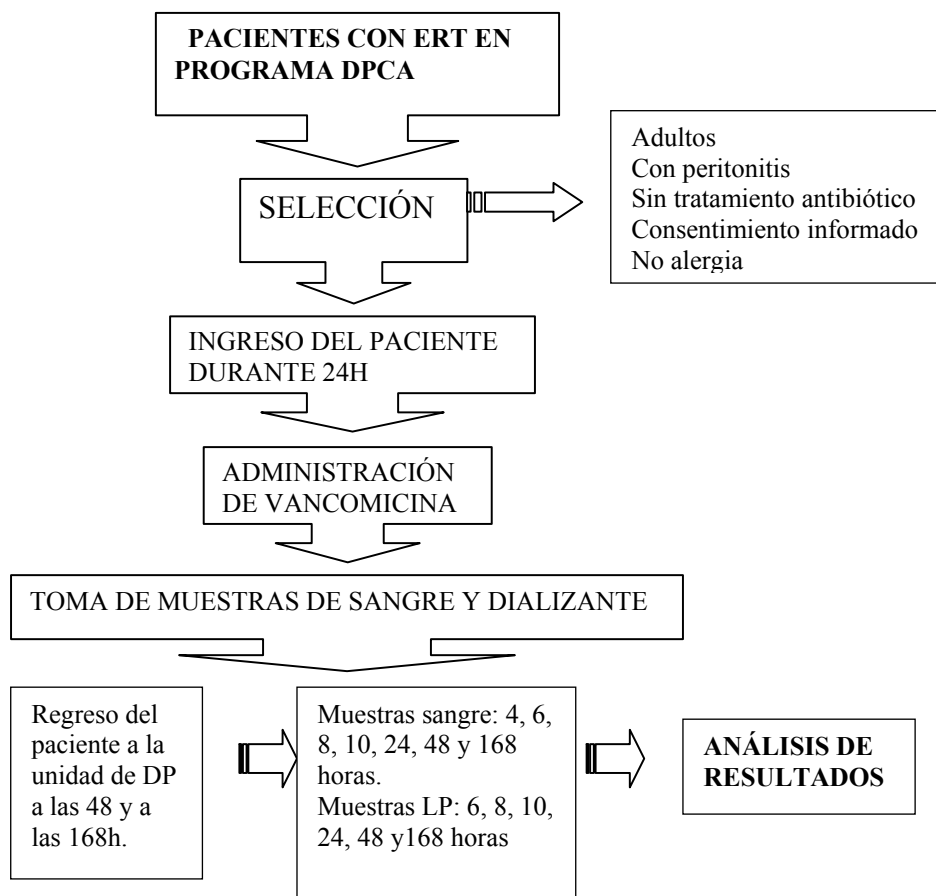 PACIENTES CON ERT EN
PROGRAMA DPCA
SELECCIÓN
Adultos
Con peritonitis
Sin tratamiento antibiótico
Consentimiento informado
No alergia
INGRESO DEL PACIENTE
DURANTE 24H
ADMINISTRACIÓN
DE VANCOMICINA
TOMA DE MUESTRAS DE SANGRE Y DIALIZANTE
Regreso del
paciente a la
unidad de DP
a las 48 y a
las 168h.
Muestras sangre: 4, 6,
8, 10, 24, 48 y 168
horas.
Muestras LP: 6, 8, 10,
24, 48 y168 horas
ANÁLISIS DE
RESULTADOS